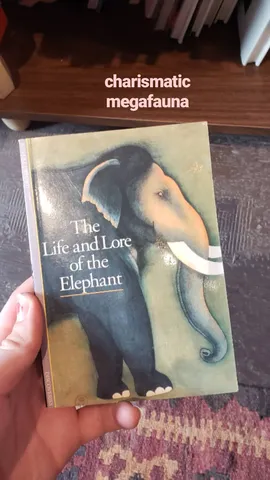 charismatic
megafauna
The
Life and Lore
of the
Elephant